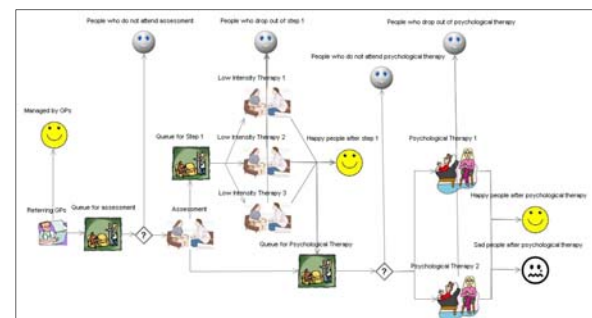 People who do not attend assessment
People who drop out of step 1
People who drop out of psychological therapy
People who do not attend psychological therapy
Low Intensity Therapy 1
Managed by GPs
Queue for Step 1
Low Intensity Therapy 2
Happy people after step 1
Psychological Therapy 1
Low Intensity Therapy 3
Happy people after psychological therapy
Referring GPs
Queue for assessment
Assessment
?
Queue for Psychological Therapy
Sad people after psychological therapy
?
Psychological Therapy 2